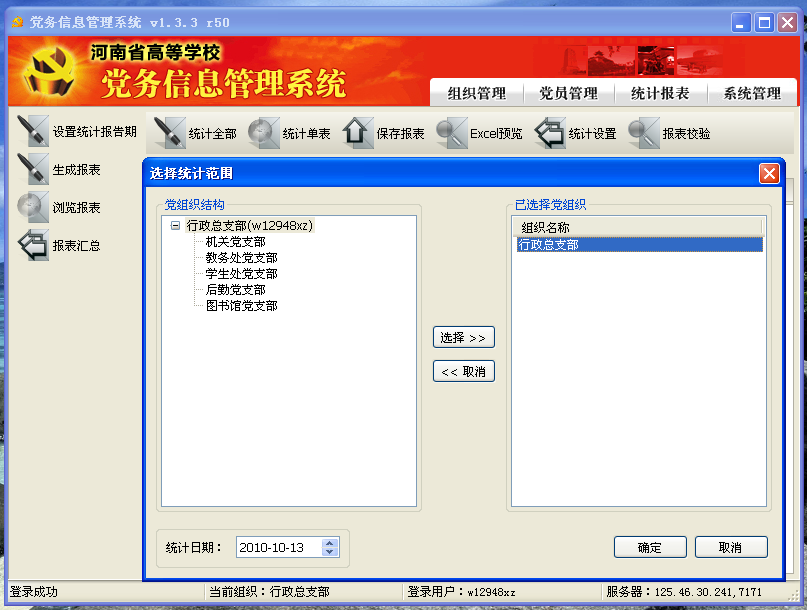 党务信息管理系统 v1.3.3 r50
河南省高等学校
党务信息管理系统
组织管理 党员管理 统计报表 系统管理
设置统计报告期 统计全部 统计单表 保存报表 Excel预览 统计设置 报表校验
生成报表
浏览报表
报表汇总
选择统计范围
党组织结构
行政总支部(w12948xz)
机关党支部
教务处党支部
学生处党支部
后勤党支部
图书馆党支部
选择 >>
<< 取消
已选择党组织
组织名称
行政总支部
统计日期： 2010-10-13
确定 取消
登录成功 当前组织：行政总支部 登录用户：w12948xz 服务器：125.46.30.241,7171